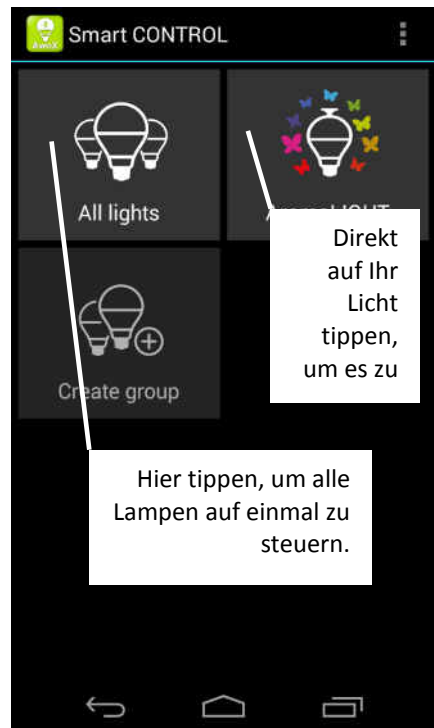 AwoX
Smart CONTROL
All lights
Direkt
auf Ihr
Licht
tippen,
um es zu
Create group
Hier tippen, um alle
Lampen auf einmal zu
steuern.